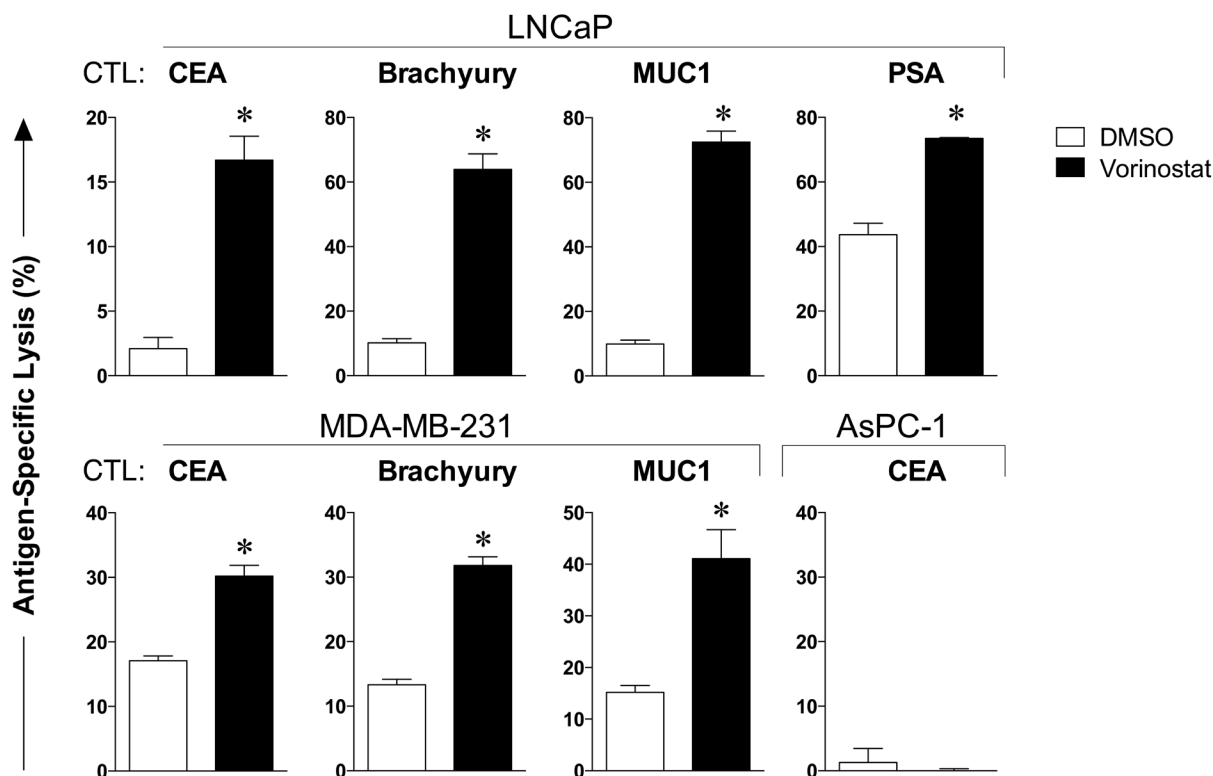 LNCaP
CTL: CEA Brachyury MUC1 PSA
* * * *
20 80 80 80
15 60 60 60
10 40 40 40
5 20 20 20
0 0 0 0
DMSO
Vorinostat
Antigen-Specific Lysis (%)
MDA-MB-231 AsPC-1
CTL: CEA Brachyury MUC1 CEA
* * *
40 40 50 40
30 30 40 30
20 20 30 20
10 10 20 10
0 0 10 0
0